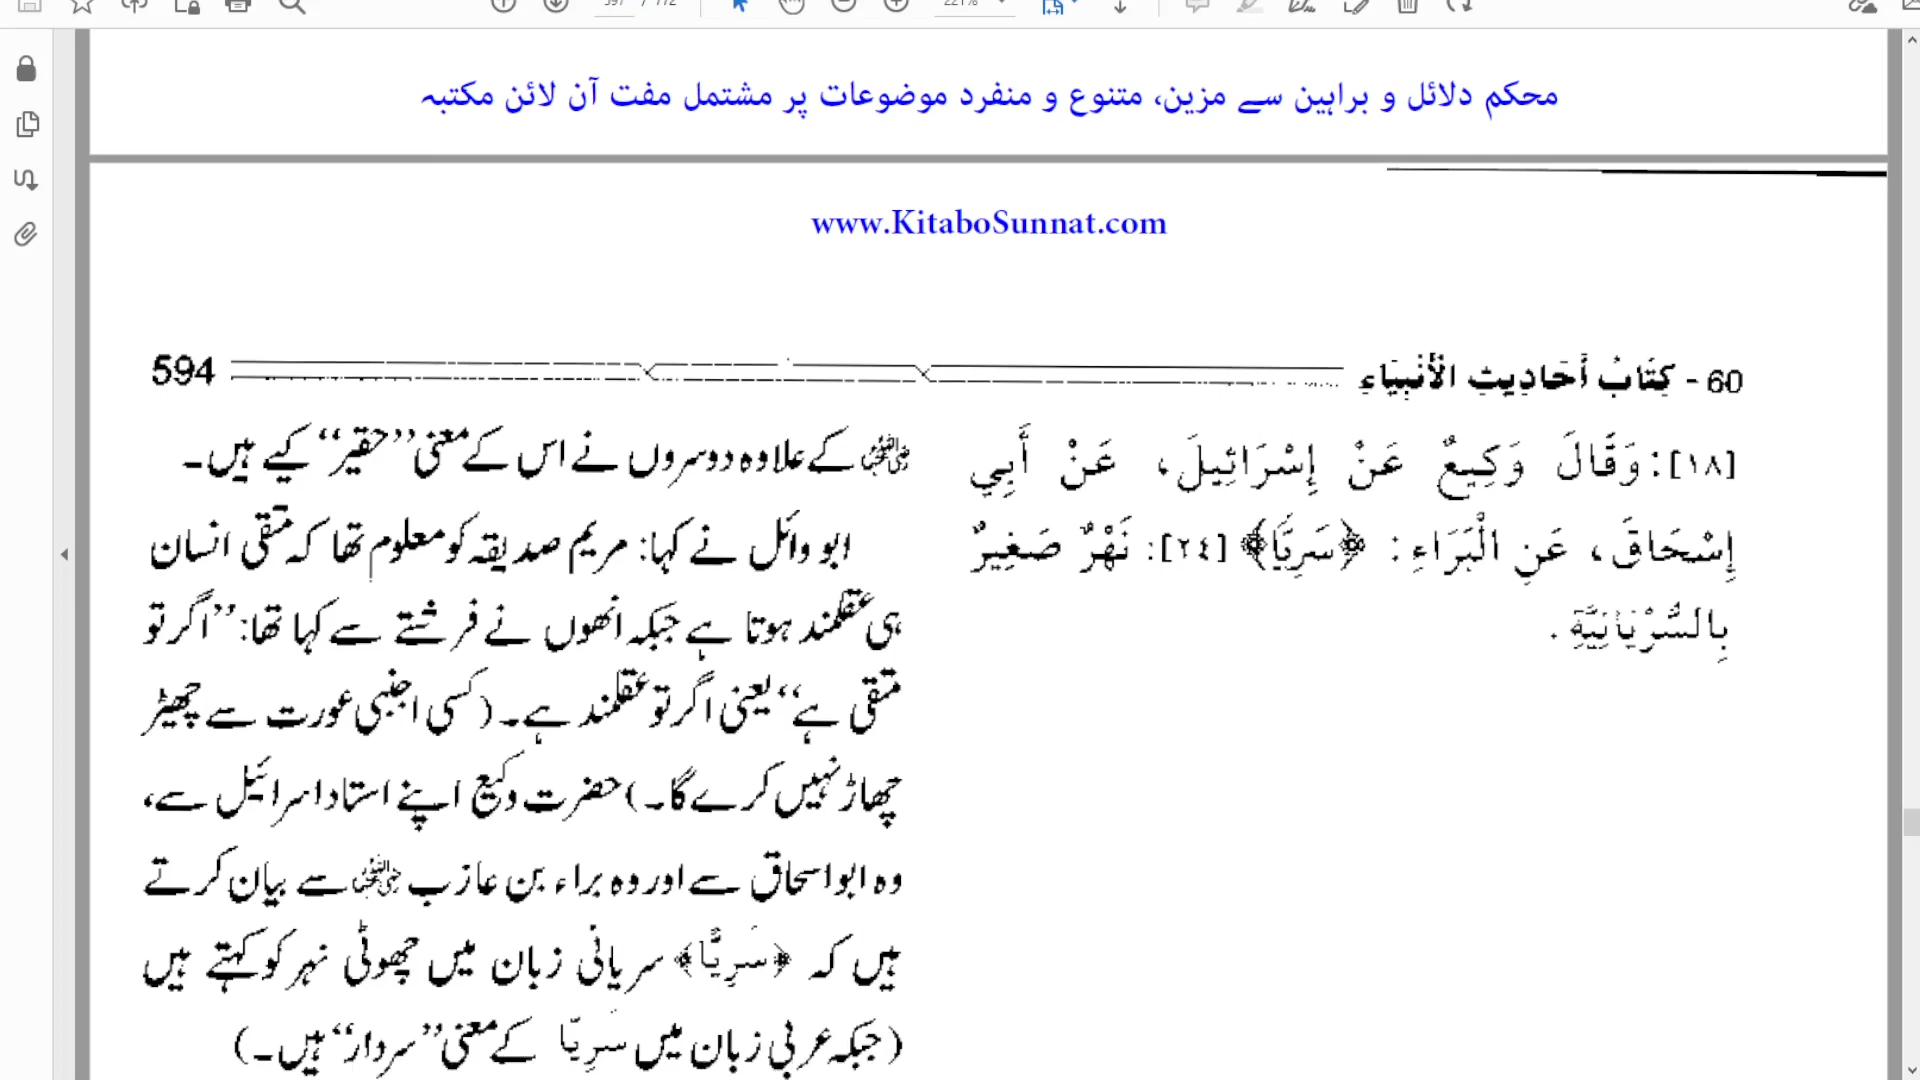 محکم دلائل و براہین سے مزین، متنوع و منفرد موضوعات پر مشتمل مفت آن لائن مکتبہ
www.KitaboSunnat.com
60 - كِتَابُ أَحَادِيثِ الْأَنْبِيَاءِ
594
[١٨]: وَقَالَ وَكِيعٌ عَنْ إِسْرَائِيلَ، عَنْ أَبِي
إِسْحَاقَ، عَنِ الْبَرَاءِ: ﴿سَرِيًّا﴾ [٢٤]: نَهْرٌ صَغِيرٌ
بِالسُّرْيَانِيَّةِ.
کے علاوہ دوسروں نے اس کے معنی ’’حقیر‘‘ کیے ہیں۔
ابو وائل نے کہا: مریم صدیقہ کو معلوم تھا کہ متقی انسان
ہی عقلمند ہوتا ہے جبکہ انھوں نے فرشتے سے کہا تھا: ’’اگر تو
متقی ہے‘‘ یعنی اگر تو عقلمند ہے۔ (کسی اجنبی عورت سے چھیڑ
چھاڑ نہیں کرے گا۔) حضرت وکیع اپنے استاد اسرائیل سے،
وہ ابو اسحاق سے اور وہ براء بن عازب ؓ سے بیان کرتے
ہیں کہ ﴿سَرِيًّا﴾ سریانی زبان میں چھوٹی نہر کو کہتے ہیں
(جبکہ عربی زبان میں سَرِيًّا کے معنی ’’سردار‘‘ ہیں۔)